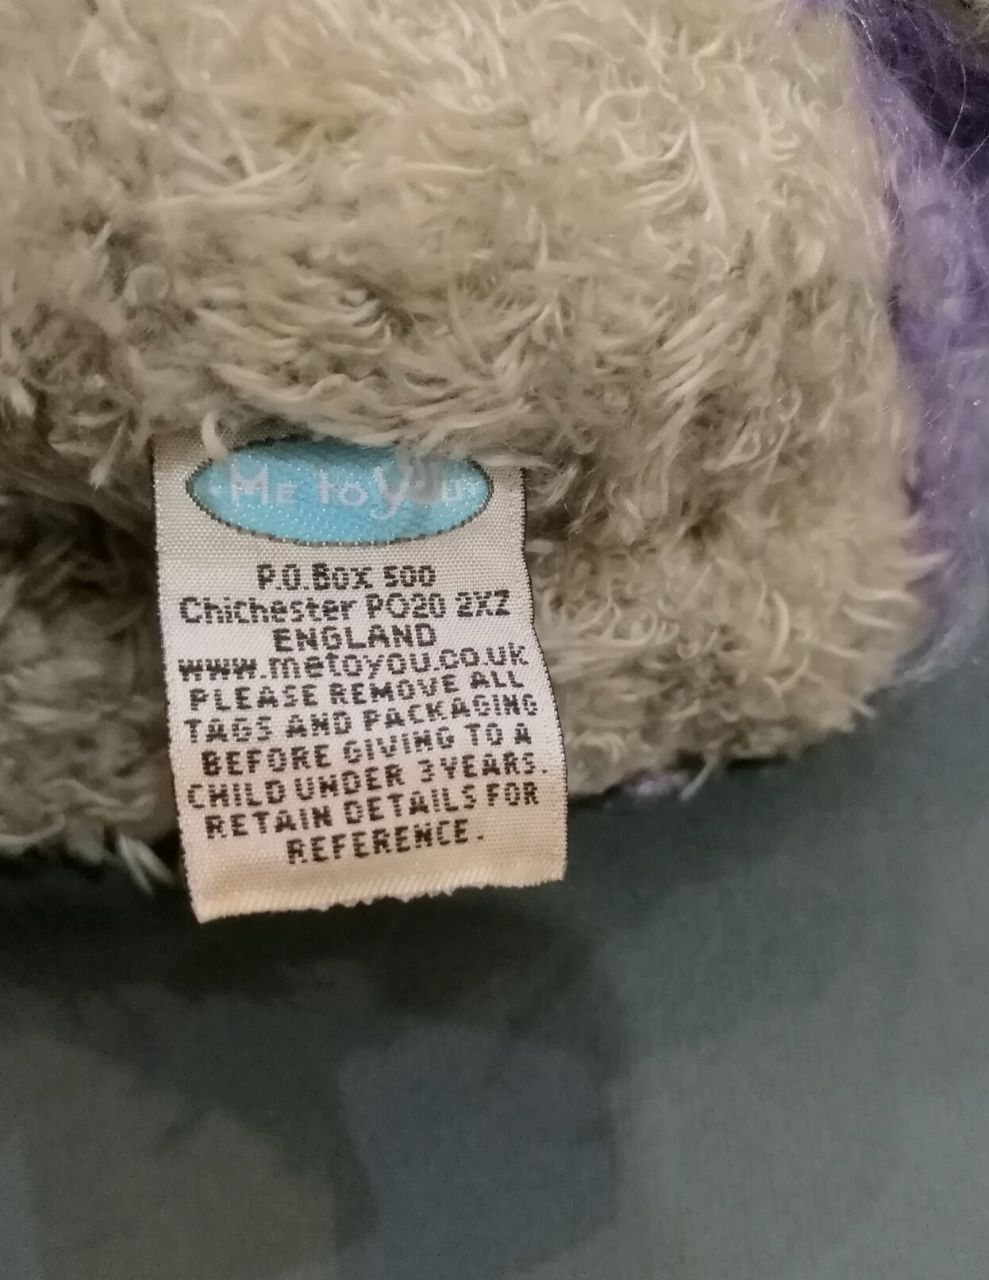 Me to you
P.O.Box 500
Chichester PO20 2XZ
ENGLAND
www.metoyou.co.uk
PLEASE REMOVE ALL
TAGS AND PACKAGING
BEFORE GIVING TO A
CHILD UNDER 3 YEARS.
RETAIN DETAILS FOR
REFERENCE.